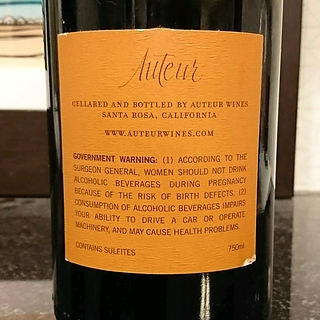 Auteur
CELLARED AND BOTTLED BY AUTEUR WINES
SANTA ROSA, CALIFORNIA
WWW.AUTEURWINES.COM
GOVERNMENT WARNING: (1) ACCORDING TO THE
SURGEON GENERAL, WOMEN SHOULD NOT DRINK
ALCOHOLIC BEVERAGES DURING PREGNANCY
BECAUSE OF THE RISK OF BIRTH DEFECTS. (2)
CONSUMPTION OF ALCOHOLIC BEVERAGES IMPAIRS
YOUR ABILITY TO DRIVE A CAR OR OPERATE
MACHINERY, AND MAY CAUSE HEALTH PROBLEMS.
CONTAINS SULFITES 750ml